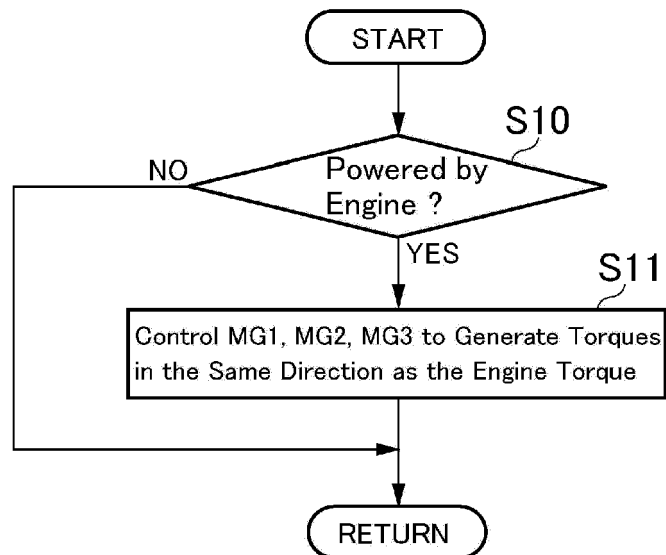 START
S10
NO
Powered by
Engine ?
YES
S11
Control MG1, MG2, MG3 to Generate Torques
in the Same Direction as the Engine Torque
RETURN